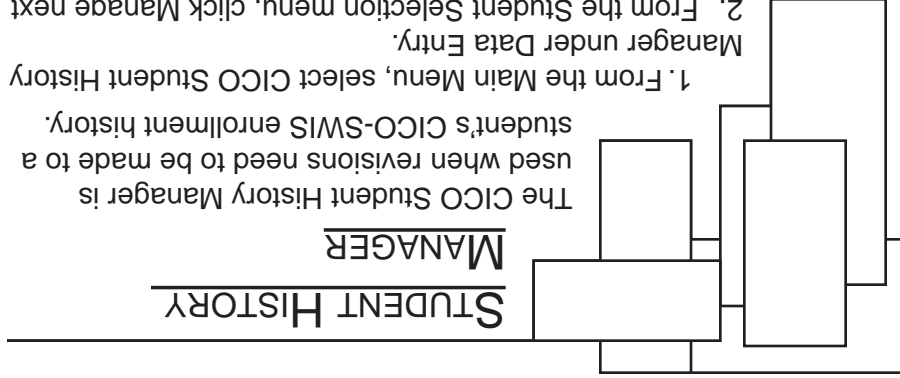 STUDENT HISTORY
MANAGER
The CICO Student History Manager is
used when revisions need to be made to a
student's CICO-SWIS enrollment history.
1. From the Main Menu, select CICO Student History
Manager under Data Entry.
2. From the Student Selection menu, click Manage next